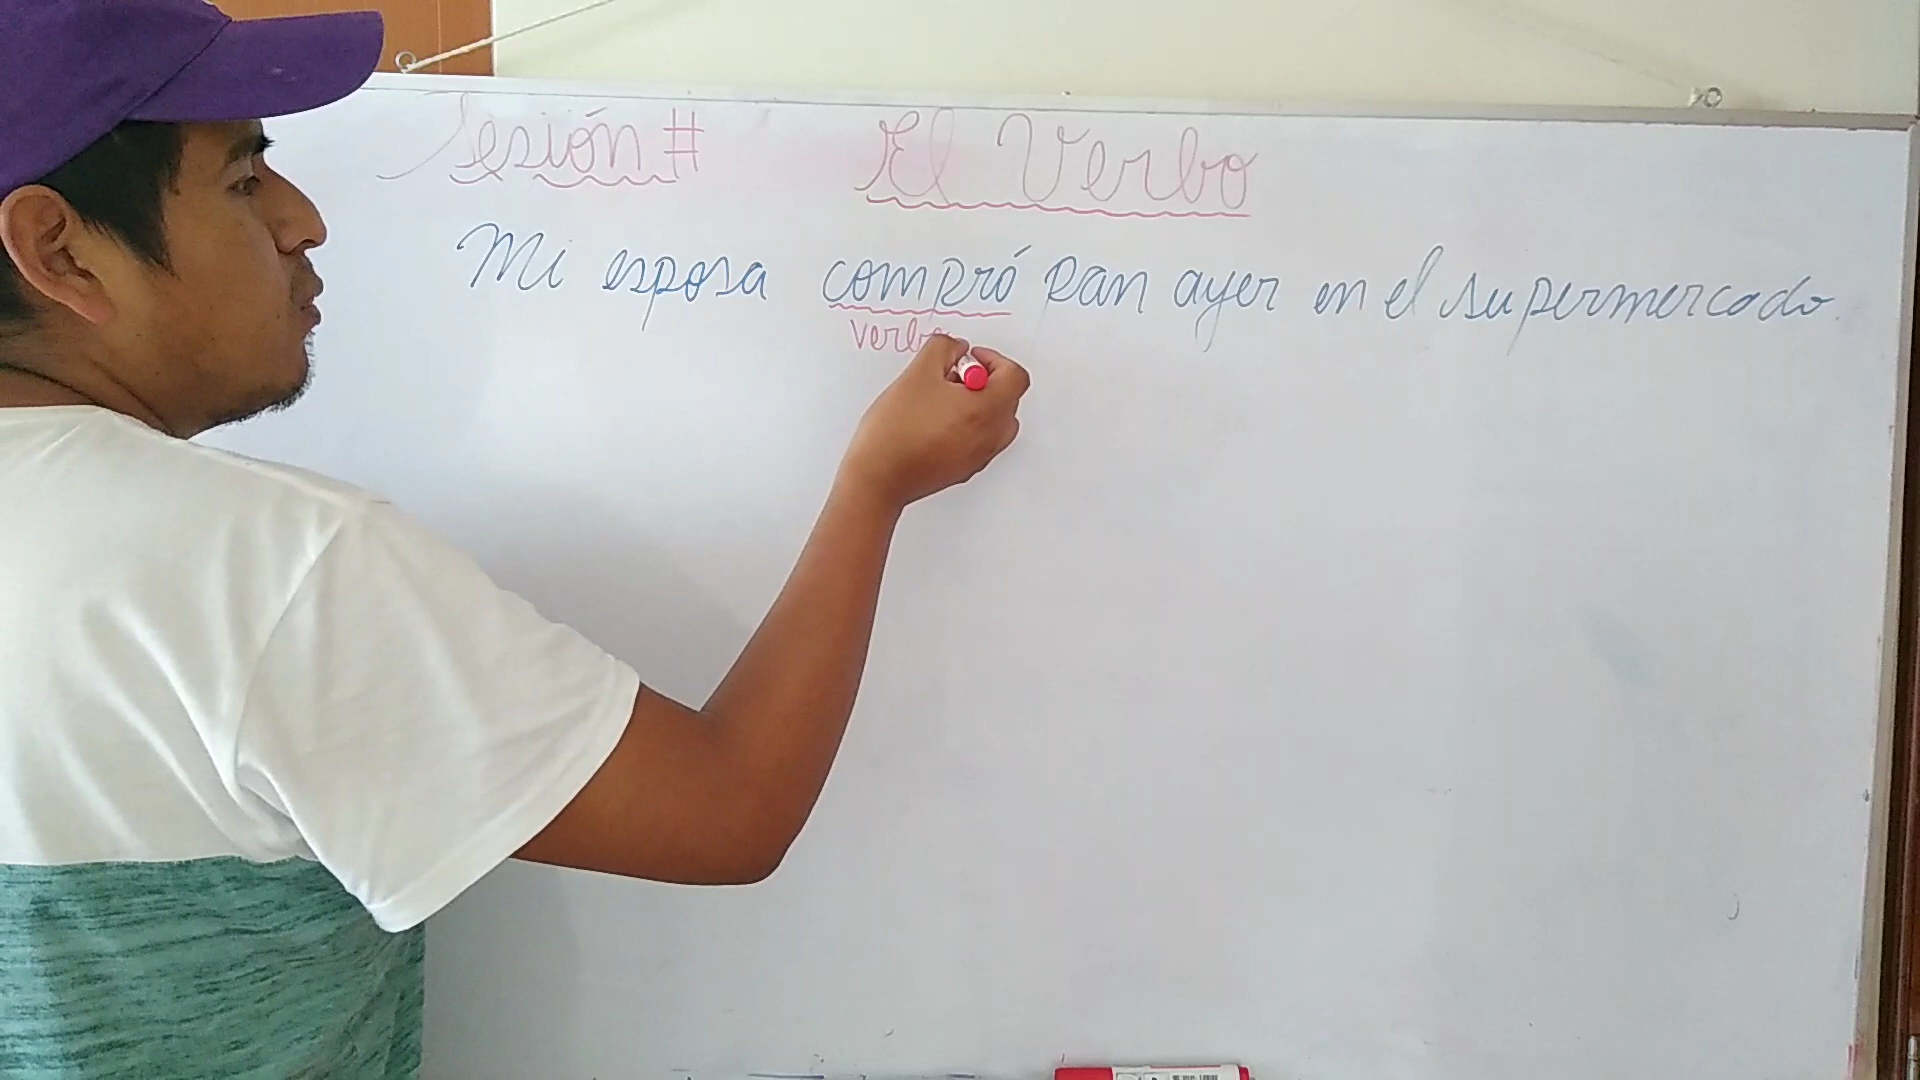 Sesión # El Verbo
Mi esposa compró pan ayer en el supermercado.
verbo